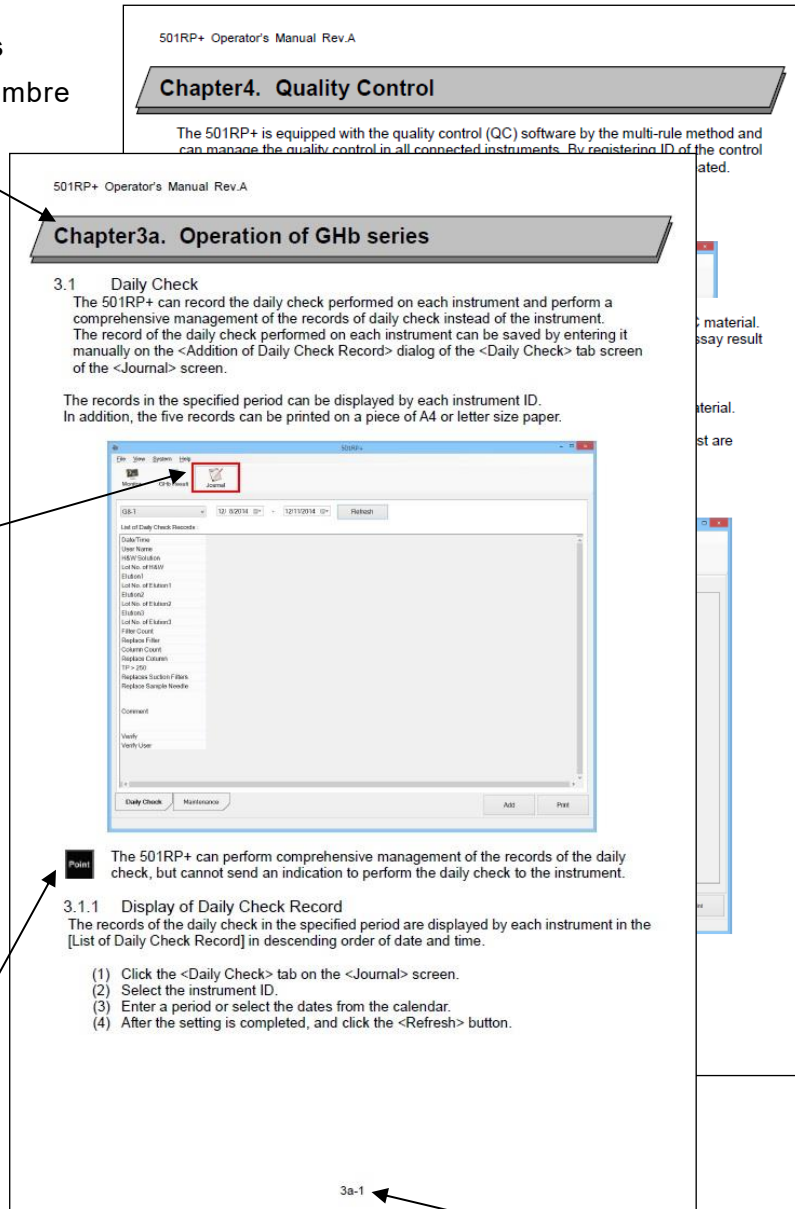 s
mbre
501RP+ Operator's Manual Rev.A
Chapter4. Quality Control
The 501RP+ is equipped with the quality control (QC) software by the multi-rule method and
can manage the quality control in all connected instruments. By registering ID of the control
ated.
material.
ssay result
aterial.
st are
501RP+ Operator's Manual Rev.A
Chapter3a. Operation of GHb series
3.1 Daily Check
The 501RP+ can record the daily check performed on each instrument and perform a
comprehensive management of the records of daily check instead of the instrument.
The record of the daily check performed on each instrument can be saved by entering it
manually on the <Addition of Daily Check Record> dialog of the <Daily Check> tab screen
of the <Journal> screen.
The records in the specified period can be displayed by each instrument ID.
In addition, the five records can be printed on a piece of A4 or letter size paper.
501RP+
File View System Help
Journal
G8-1 12/ 8/2014 - 12/11/2014 Refresh
List of Daily Check Records :
Date/Time
User Name
H&W Solution
Lot No. of H&W
Elution1
Lot No. of Elution1
Elution2
Lot No. of Elution2
Elution3
Lot No. of Elution3
Filter Count
Replace Filter
Column Count
Replace Column
TP > 250
Replaces Suction Filters
Replace Sample Needle
Comment
Verify
Verify User
Daily Check Maintenance Add Print
Point
The 501RP+ can perform comprehensive management of the records of the daily
check, but cannot send an indication to perform the daily check to the instrument.
3.1.1 Display of Daily Check Record
The records of the daily check in the specified period are displayed by each instrument in the
[List of Daily Check Record] in descending order of date and time.
(1) Click the <Daily Check> tab on the <Journal> screen.
(2) Select the instrument ID.
(3) Enter a period or select the dates from the calendar.
(4) After the setting is completed, and click the <Refresh> button.
3a-1